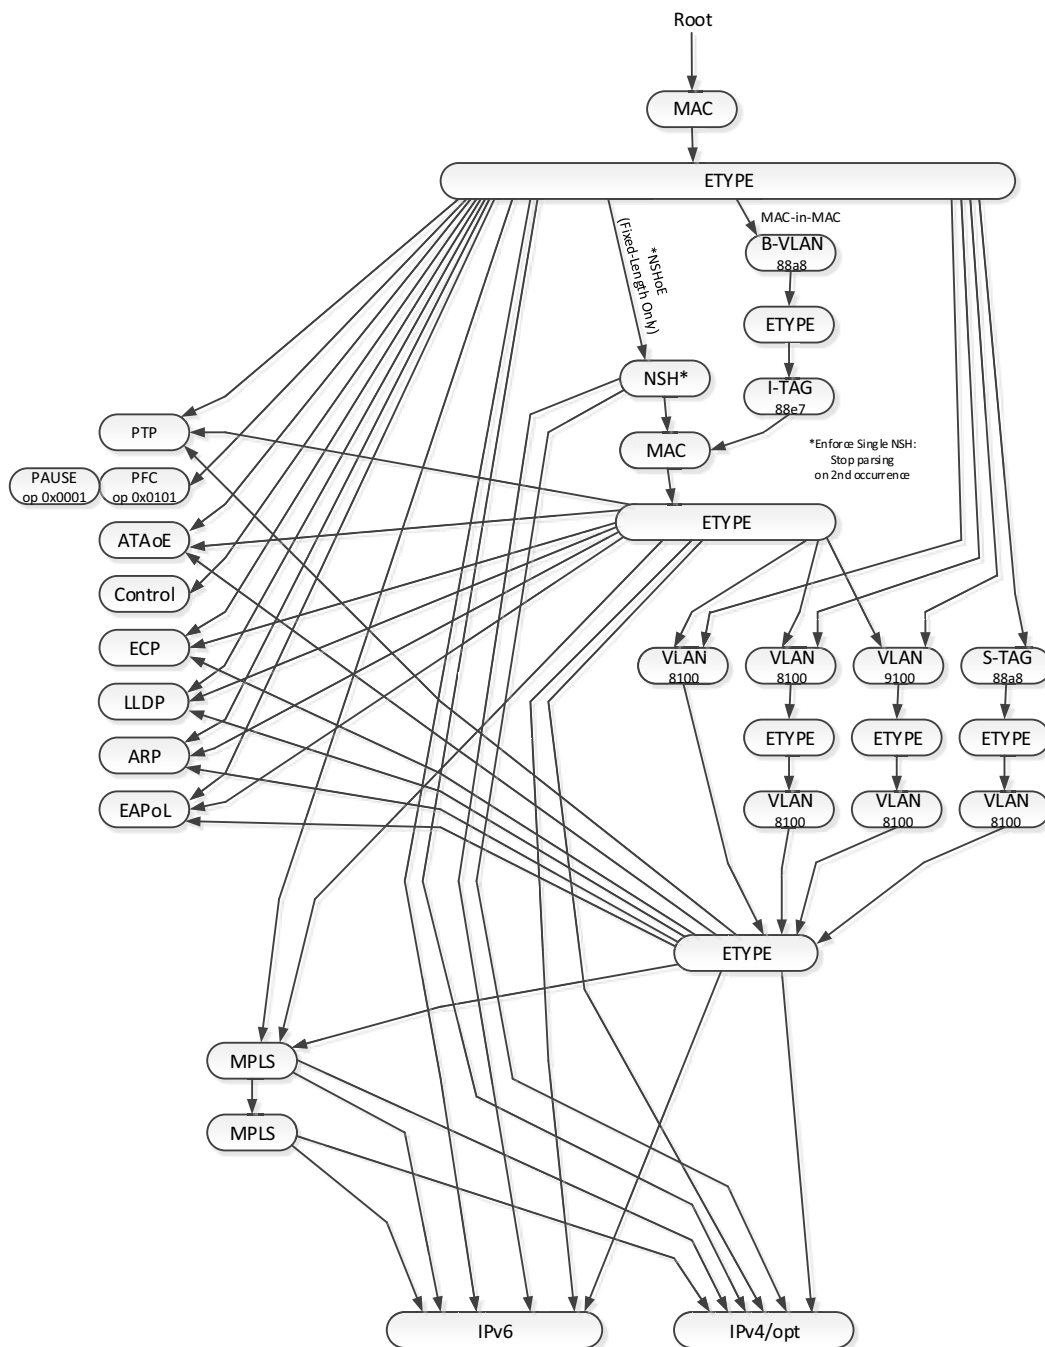 Root
MAC
ETYPE
MAC-in-MAC
B-VLAN
88a8
*NSHoE
(Fixed-Length Only)
ETYPE
NSH*
I-TAG
88e7
PTP
MAC
*Enforce Single NSH:
Stop parsing
on 2nd occurrence
PAUSE
op 0x0001
PFC
op 0x0101
ETYPE
ATAoE
Control
ECP
VLAN
8100
VLAN
8100
VLAN
9100
S-TAG
88a8
LLDP
ETYPE
ETYPE
ETYPE
ARP
EAPoL
VLAN
8100
VLAN
8100
VLAN
8100
ETYPE
MPLS
MPLS
IPv6
IPv4/opt